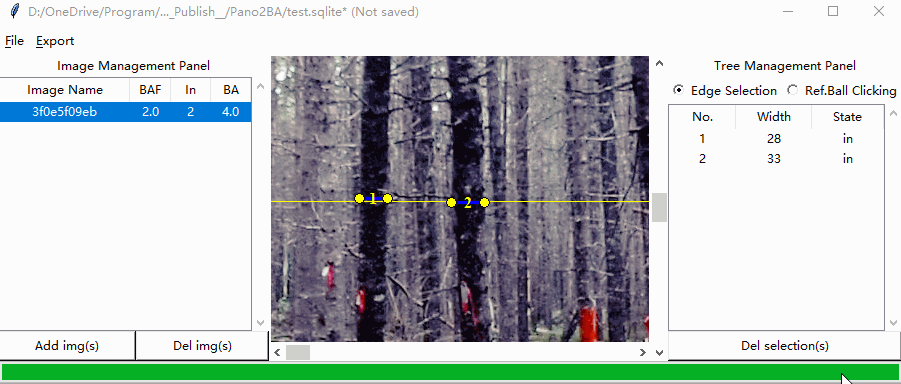 D:/OneDrive/Program/..._Publish__/Pano2BA/test.sqlite* (Not saved)
File Export
Image Management Panel
Image Name BAF In BA
3f0e5f09eb 2.0 2 4.0
Add img(s) Del img(s)
1 2
Tree Management Panel
Edge Selection Ref.Ball Clicking
No. Width State
1 28 in
2 33 in
Del selection(s)